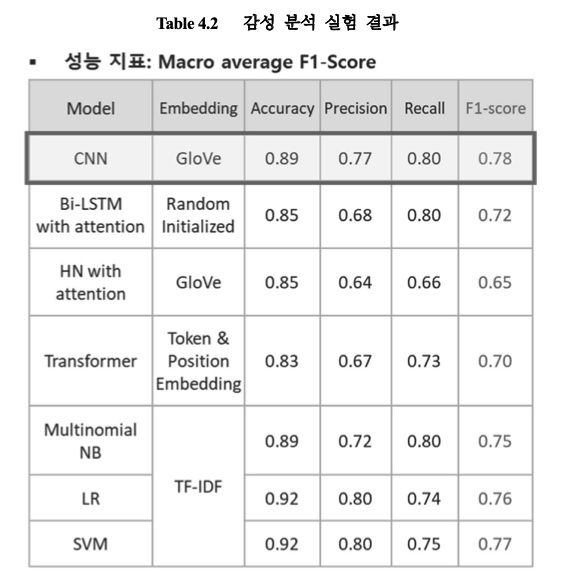 Table 4.2 감성 분석 실험 결과
▪ 성능 지표: Macro average F1-Score
Model Embedding Accuracy Precision Recall F1-score
CNN GloVe 0.89 0.77 0.80 0.78
Bi-LSTM
with attention
Random
Initialized
0.85 0.68 0.80 0.72
HN with
attention
GloVe 0.85 0.64 0.66 0.65
Transformer
Token &
Position
Embedding
0.83 0.67 0.73 0.70
Multinomial
NB
TF-IDF
0.89 0.72 0.80 0.75
LR 0.92 0.80 0.74 0.76
SVM 0.92 0.80 0.75 0.77